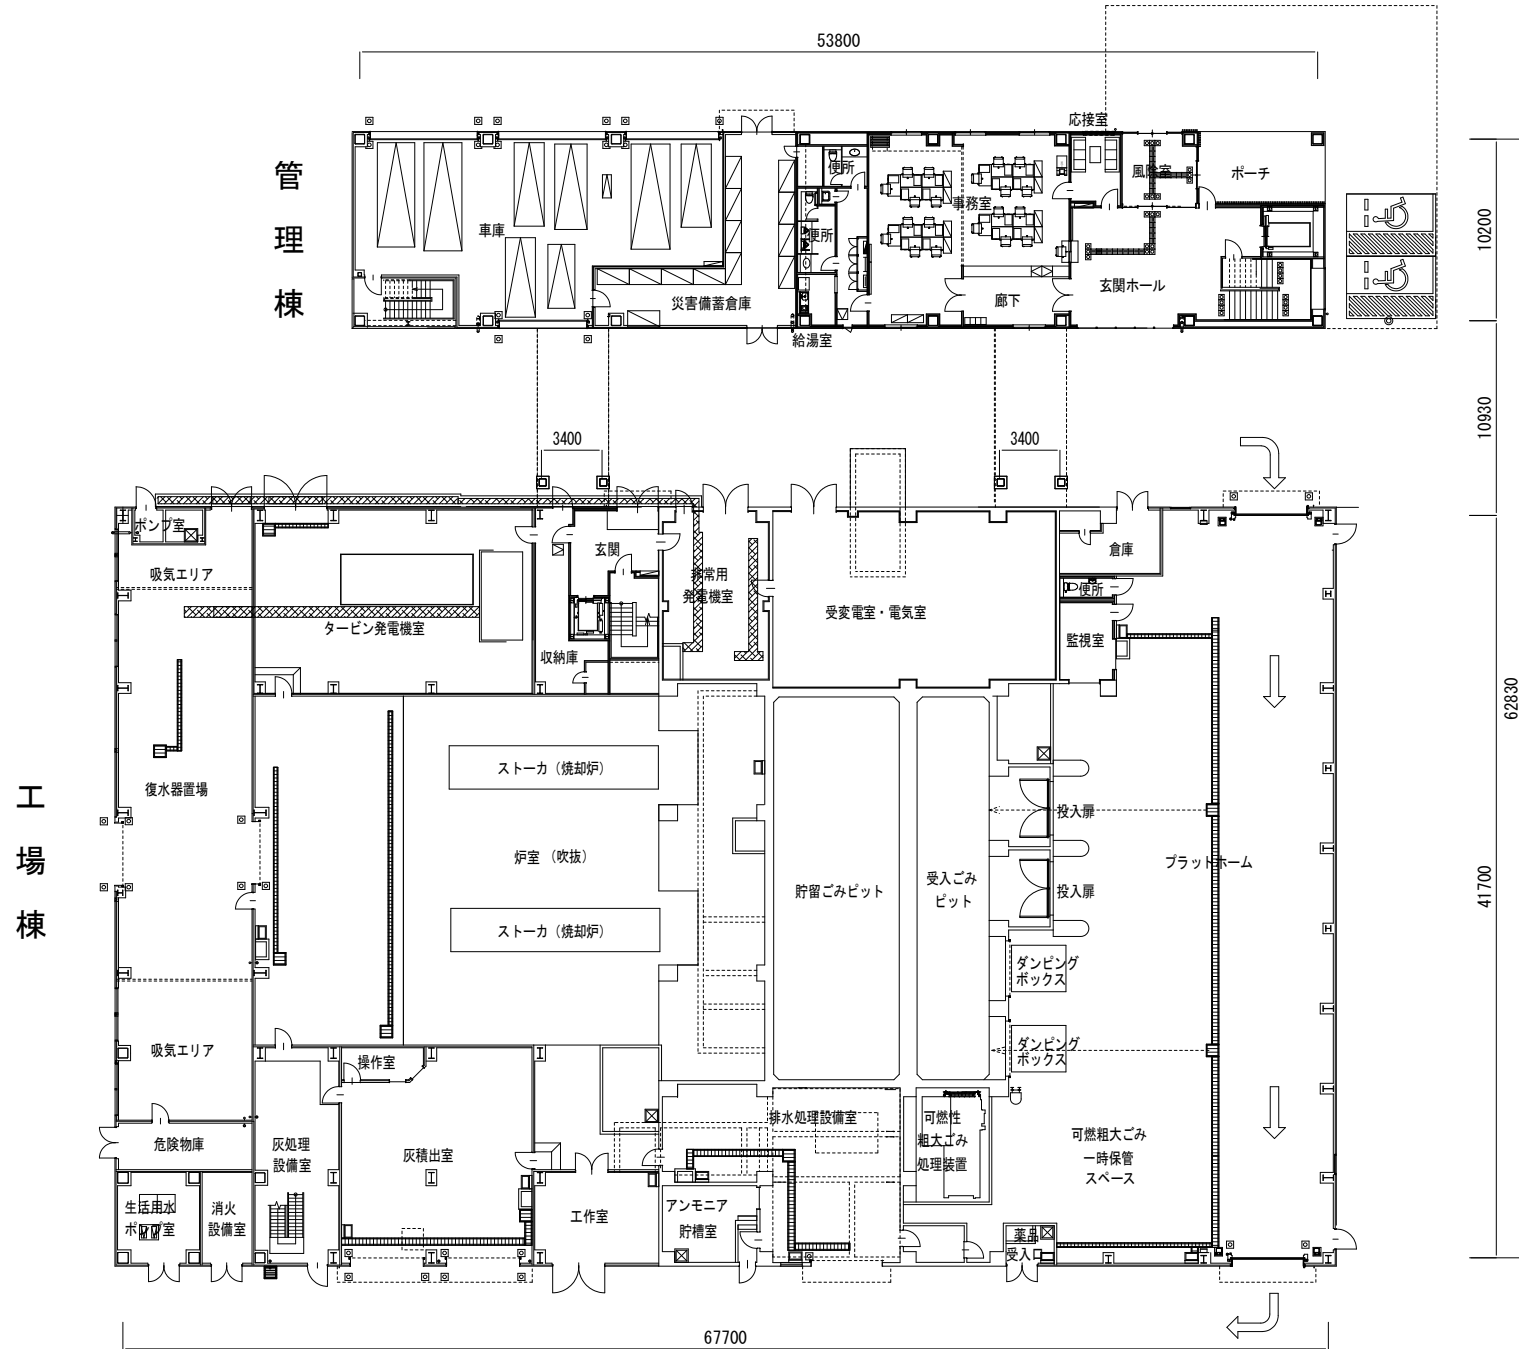 53800
管理棟
応接室
便所
風除室
ポーチ
事務室
車庫
便所
10200
玄関ホール
廊下
災害備蓄倉庫
給湯室
10930
3400
3400
ポンプ室
玄関
倉庫
吸気エリア
非常用
発電機室
便所
受変電室・電気室
タービン発電機室
監視室
収納庫
62830
ストーカ（焼却炉）
復水器置場
工場棟
投入扉
炉室（吹抜）
プラットホーム
貯留ごみピット
受入ごみ
ピット
投入扉
41700
ストーカ（焼却炉）
ダンピング
ボックス
吸気エリア
操作室
ダンピング
ボックス
排水処理設備室
可燃性
粗大ごみ
処理装置
危険物庫
灰処理
設備室
灰積出室
可燃粗大ごみ
一時保管
スペース
生活用水
ポンプ室
消火
設備室
工作室
アンモニア
貯槽室
薬品
受入
67700